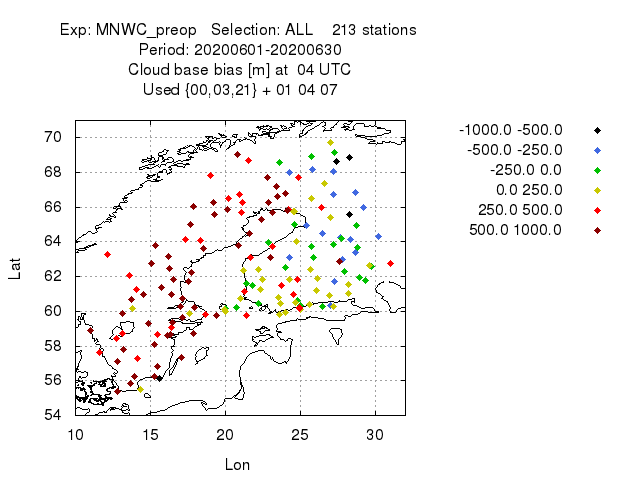 Exp: MNWC_preop   Selection: ALL    213 stations
Period: 20200601-20200630
Cloud base bias [m] at  04 UTC
Used {00,03,21} + 01 04 07
-1000.0 -500.0
-500.0 -250.0
-250.0 0.0
0.0 250.0
250.0 500.0
500.0 1000.0
70
68
66
64
62
60
58
56
54
Lat
10 15 20 25 30
Lon